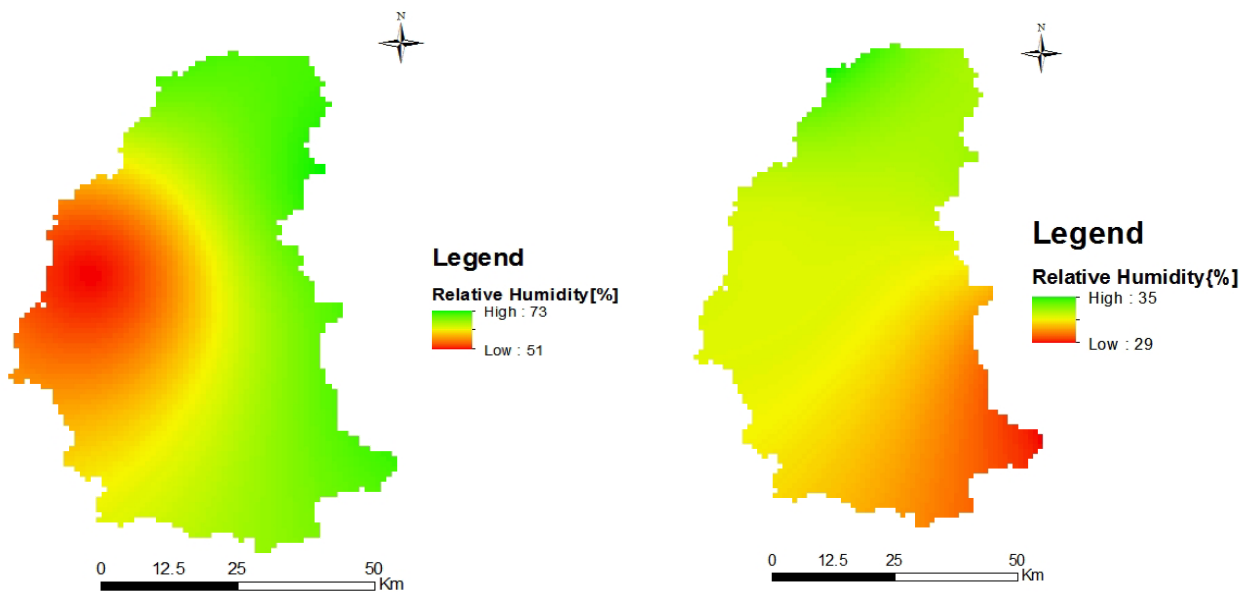 N
Legend
Relative Humidity[%]
High : 73
Low : 51
0 12.5 25 50
Km
N
Legend
Relative Humidity{%]
High : 35
Low : 29
0 12.5 25 50
Km